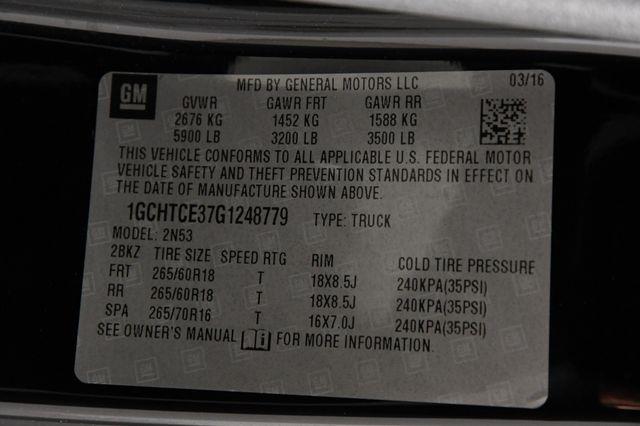 GM MFD BY GENERAL MOTORS LLC 03/16
GVWR GAWR FRT GAWR RR
2676 KG 1452 KG 1588 KG
5900 LB 3200 LB 3500 LB
THIS VEHICLE CONFORMS TO ALL APPLICABLE U.S. FEDERAL MOTOR
VEHICLE SAFETY AND THEFT PREVENTION STANDARDS IN EFFECT ON
THE DATE OF MANUFACTURE SHOWN ABOVE.
1GCHTCE37G1248779 TYPE: TRUCK
MODEL: 2N53
2BKZ TIRE SIZE SPEED RTG RIM COLD TIRE PRESSURE
FRT 265/60R18 T 18X8.5J 240KPA(35PSI)
RR 265/60R18 T 18X8.5J 240KPA(35PSI)
SPA 265/70R16 T 16X7.0J 240KPA(35PSI)
SEE OWNER'S MANUAL FOR MORE INFORMATION.